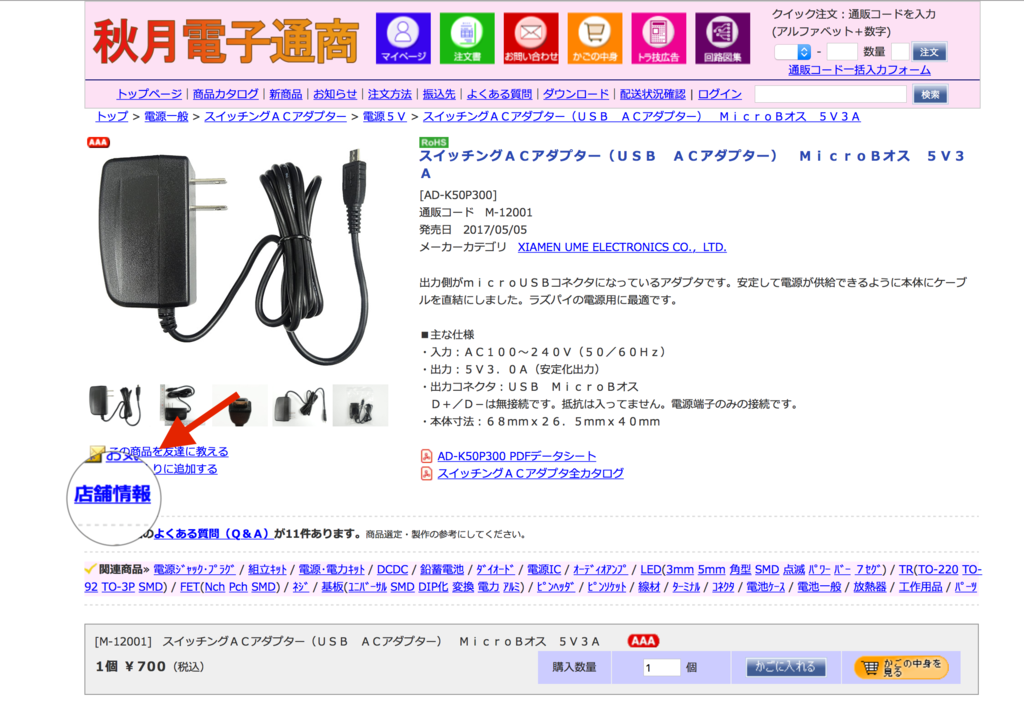 秋月電子通商
マイページ
注文書
お問い合わせ
かごの中身
トラ技広告
回路図集
クイック注文：通販コードを入力
(アルファベット＋数字)
- 数量 注文
通販コード一括入力フォーム
トップページ | 商品カタログ | 新商品 | お知らせ | 注文方法 | 振込先 | よくある質問 | ダウンロード | 配送状況確認 | ログイン 検索
トップ > 電源一般 > スイッチングＡＣアダプター > 電源５Ｖ > スイッチングＡＣアダプター（ＵＳＢ　ＡＣアダプター）　ＭｉｃｒｏＢオス　５Ｖ３Ａ
AAA
RoHS
スイッチングＡＣアダプター（ＵＳＢ　ＡＣアダプター）　ＭｉｃｒｏＢオス　５Ｖ３
Ａ
[AD-K50P300]
通販コード　M-12001
発売日　2017/05/05
メーカーカテゴリ　XIAMEN UME ELECTRONICS CO., LTD.
出力側がｍｉｃｒｏＵＳＢコネクタになっているアダプタです。安定して電源が供給できるように本体にケーブ
ルを直結にしました。ラズパイの電源用に最適です。
■主な仕様
・入力：ＡＣ１００～２４０Ｖ（５０／６０Ｈｚ）
・出力：５Ｖ３．０Ａ（安定化出力）
・出力コネクタ：ＵＳＢ　ＭｉｃｒｏＢオス
　Ｄ＋／Ｄ－は無接続です。抵抗は入ってません。電源端子のみの接続です。
・本体寸法：６８ｍｍｘ２６．５ｍｍｘ４０ｍｍ
この商品を友達に教える
りに追加する
店舗情報
AD-K50P300 PDFデータシート
スイッチングＡＣアダプタ全カタログ
のよくある質問（Ｑ＆Ａ）が11件あります。商品選定・製作の参考にしてください。
関連商品» 電源ｼﾞｬｯｸ･ﾌﾟﾗｸﾞ / 組立ｷｯﾄ / 電源･電力ｷｯﾄ / DCDC / 鉛蓄電池 / ﾀﾞｲｵｰﾄﾞ / 電源IC / ｵｰﾃﾞｨｵｱﾝﾌﾟ / LED(3mm 5mm 角型 SMD 点滅 ﾊﾟﾜｰ ﾊﾞｰ ７ｾｸﾞ) / TR(TO-220 TO-
92 TO-3P SMD) / FET(Nch Pch SMD) / ﾈｼﾞ / 基板(ﾕﾆﾊﾞｰｻﾙ SMD DIP化 変換 電力 ｱﾙﾐ) / ﾋﾟﾝﾍｯﾀﾞ / ﾋﾟﾝｿｹｯﾄ / 線材 / ﾀｰﾐﾅﾙ / ｺﾈｸﾀ / 電池ｹｰｽ / 電池一般 / 放熱器 / 工作用品 / ﾊﾟｰﾂ
[M-12001]　スイッチングＡＣアダプター（ＵＳＢ　ＡＣアダプター）　ＭｉｃｒｏＢオス　５Ｖ３Ａ　AAA
1個 ￥700（税込）
購入数量 1 個 かごに入れる かごの中身を
見る